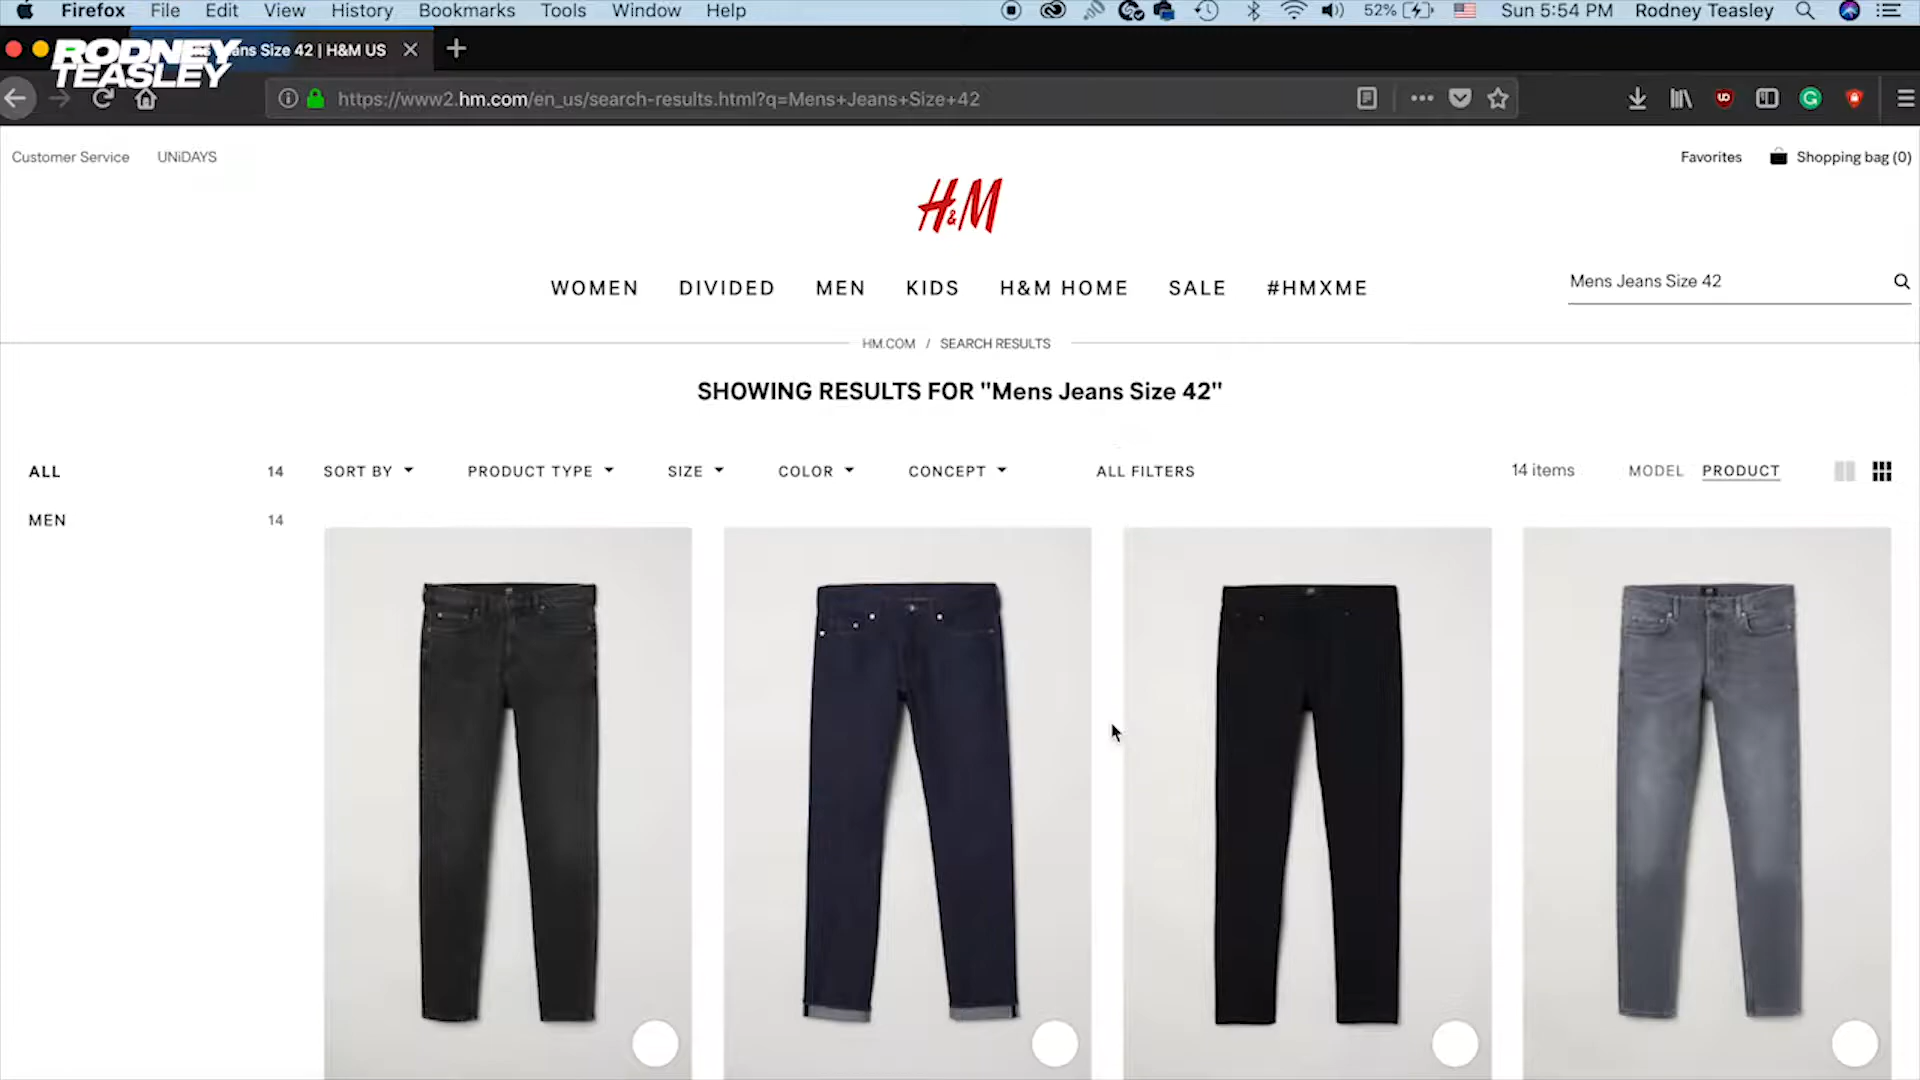 Firefox File Edit View History Bookmarks Tools Window Help 52% Sun 5:54 PM Rodney Teasley
RODNEY
TEASLEY
ans Size 42 | H&M US
https://www2.hm.com/en_us/search-results.html?q=Mens+Jeans+Size+42
Customer Service UNiDAYS Favorites Shopping bag (0)
H&M
WOMEN DIVIDED MEN KIDS H&M HOME SALE #HMXME Mens Jeans Size 42
HM.COM / SEARCH RESULTS
SHOWING RESULTS FOR "Mens Jeans Size 42"
ALL 14 SORT BY PRODUCT TYPE SIZE COLOR CONCEPT ALL FILTERS 14 items MODEL PRODUCT
MEN 14